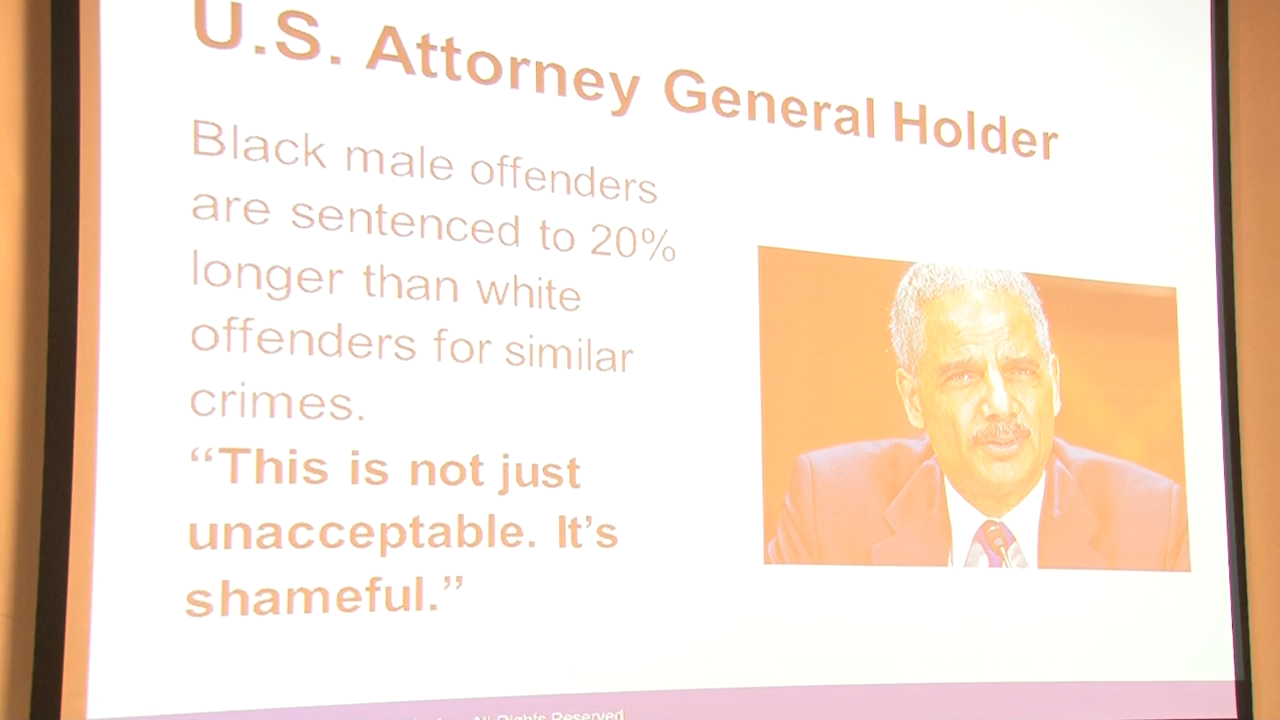 U.S. Attorney General Holder
Black male offenders
are sentenced to 20%
longer than white
offenders for similar
crimes.
“This is not just
unacceptable. It’s
shameful.”
All Rights Reserved